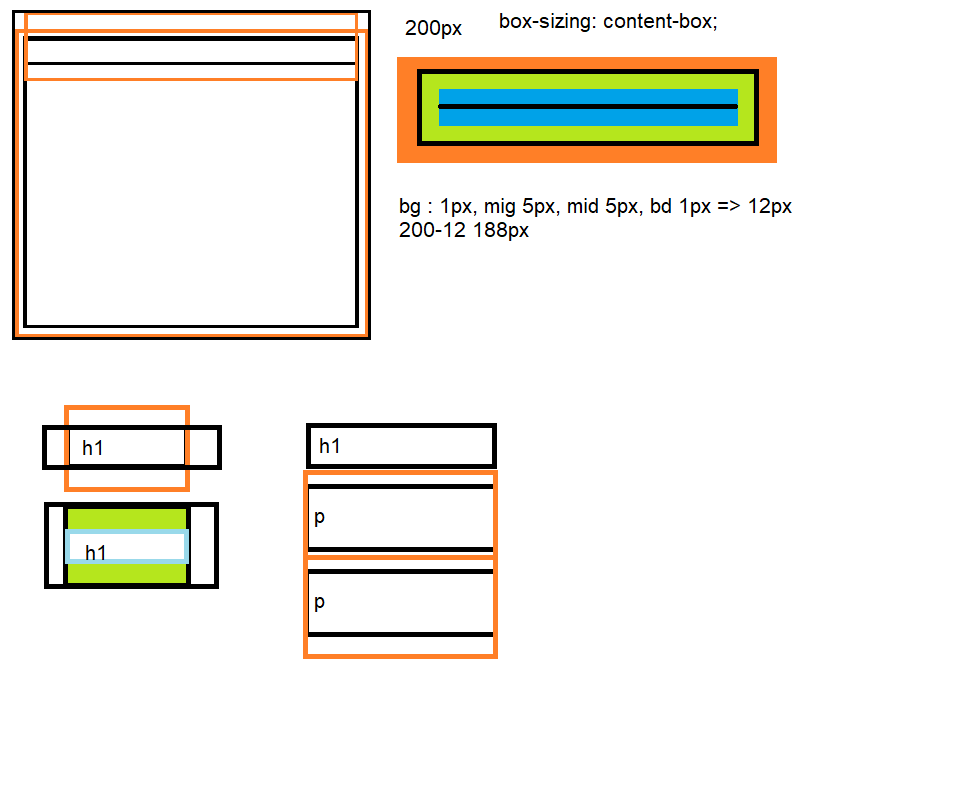 200px
box-sizing: content-box;
bg : 1px, mig 5px, mid 5px, bd 1px => 12px
200-12 188px
h1
h1
h1
p
p